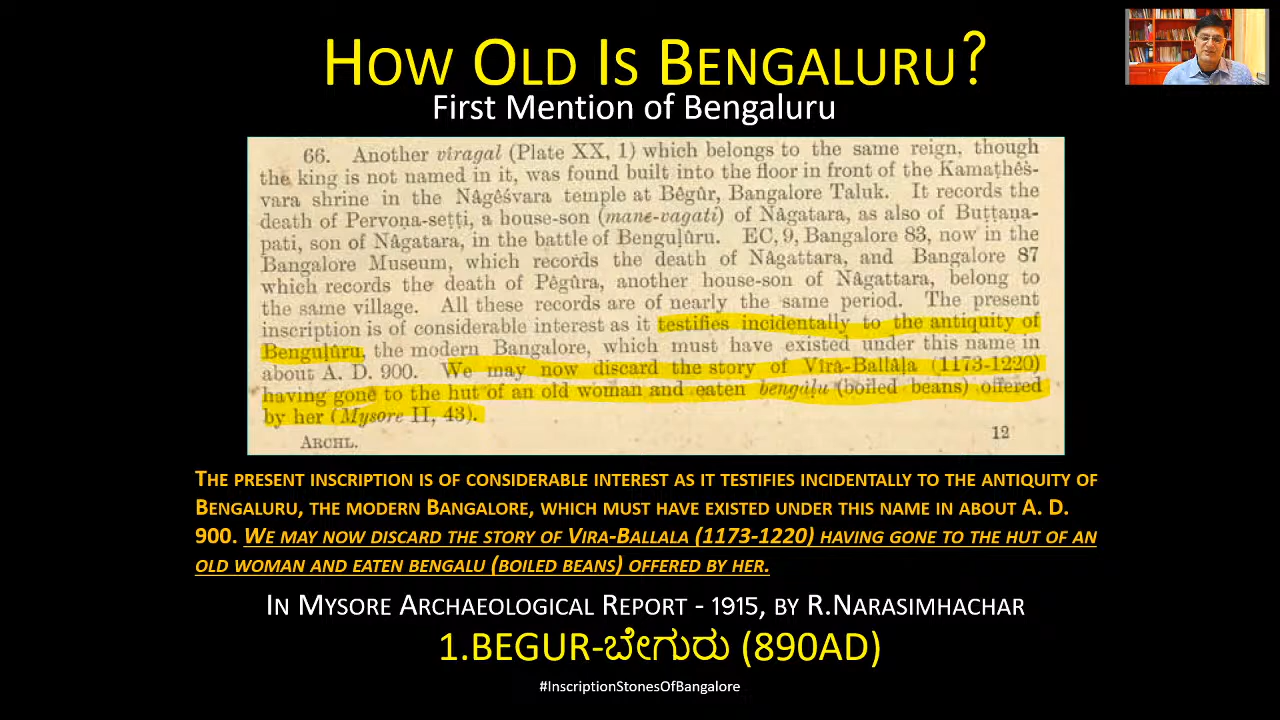 HOW OLD IS BENGALURU?
First Mention of Bengaluru
66. Another vîragal (Plate XX, 1) which belongs to the same reign, though
the king is not named in it, was found built into the floor in front of the Kamaṭhêś-
vara shrine in the Nâgêśvara temple at Bêgûr, Bangalore Taluk. It records the
death of Pervoṇa-seṭṭi, a house-son (mane-vagati) of Nâgatara, as also of Buṭṭaṇa-
pati, son of Nâgatara, in the battle of Benguḷûru. EC, 9, Bangalore 83, now in the
Bangalore Museum, which records the death of Nâgattara, and Bangalore 87
which records the death of Pêgûra, another house-son of Nâgattara, belong to
the same village. All these records are of nearly the same period. The present
inscription is of considerable interest as it testifies incidentally to the antiquity of
Benguḷûru, the modern Bangalore, which must have existed under this name in
about A. D. 900. We may now discard the story of Vîra-Ballâḷa (1173-1220)
having gone to the hut of an old woman and eaten bengâḷu (boiled beans) offered
by her (Mysore II, 43).
ARCHL. 12
THE PRESENT INSCRIPTION IS OF CONSIDERABLE INTEREST AS IT TESTIFIES INCIDENTALLY TO THE ANTIQUITY OF
BENGALURU, THE MODERN BANGALORE, WHICH MUST HAVE EXISTED UNDER THIS NAME IN ABOUT A. D.
900. WE MAY NOW DISCARD THE STORY OF VIRA-BALLALA (1173-1220) HAVING GONE TO THE HUT OF AN
OLD WOMAN AND EATEN BENGALU (BOILED BEANS) OFFERED BY HER.
IN MYSORE ARCHAEOLOGICAL REPORT - 1915, BY R.NARASIMHACHAR
1.BEGUR-ಬೇಗುರು (890AD)
#InscriptionStonesOfBangalore